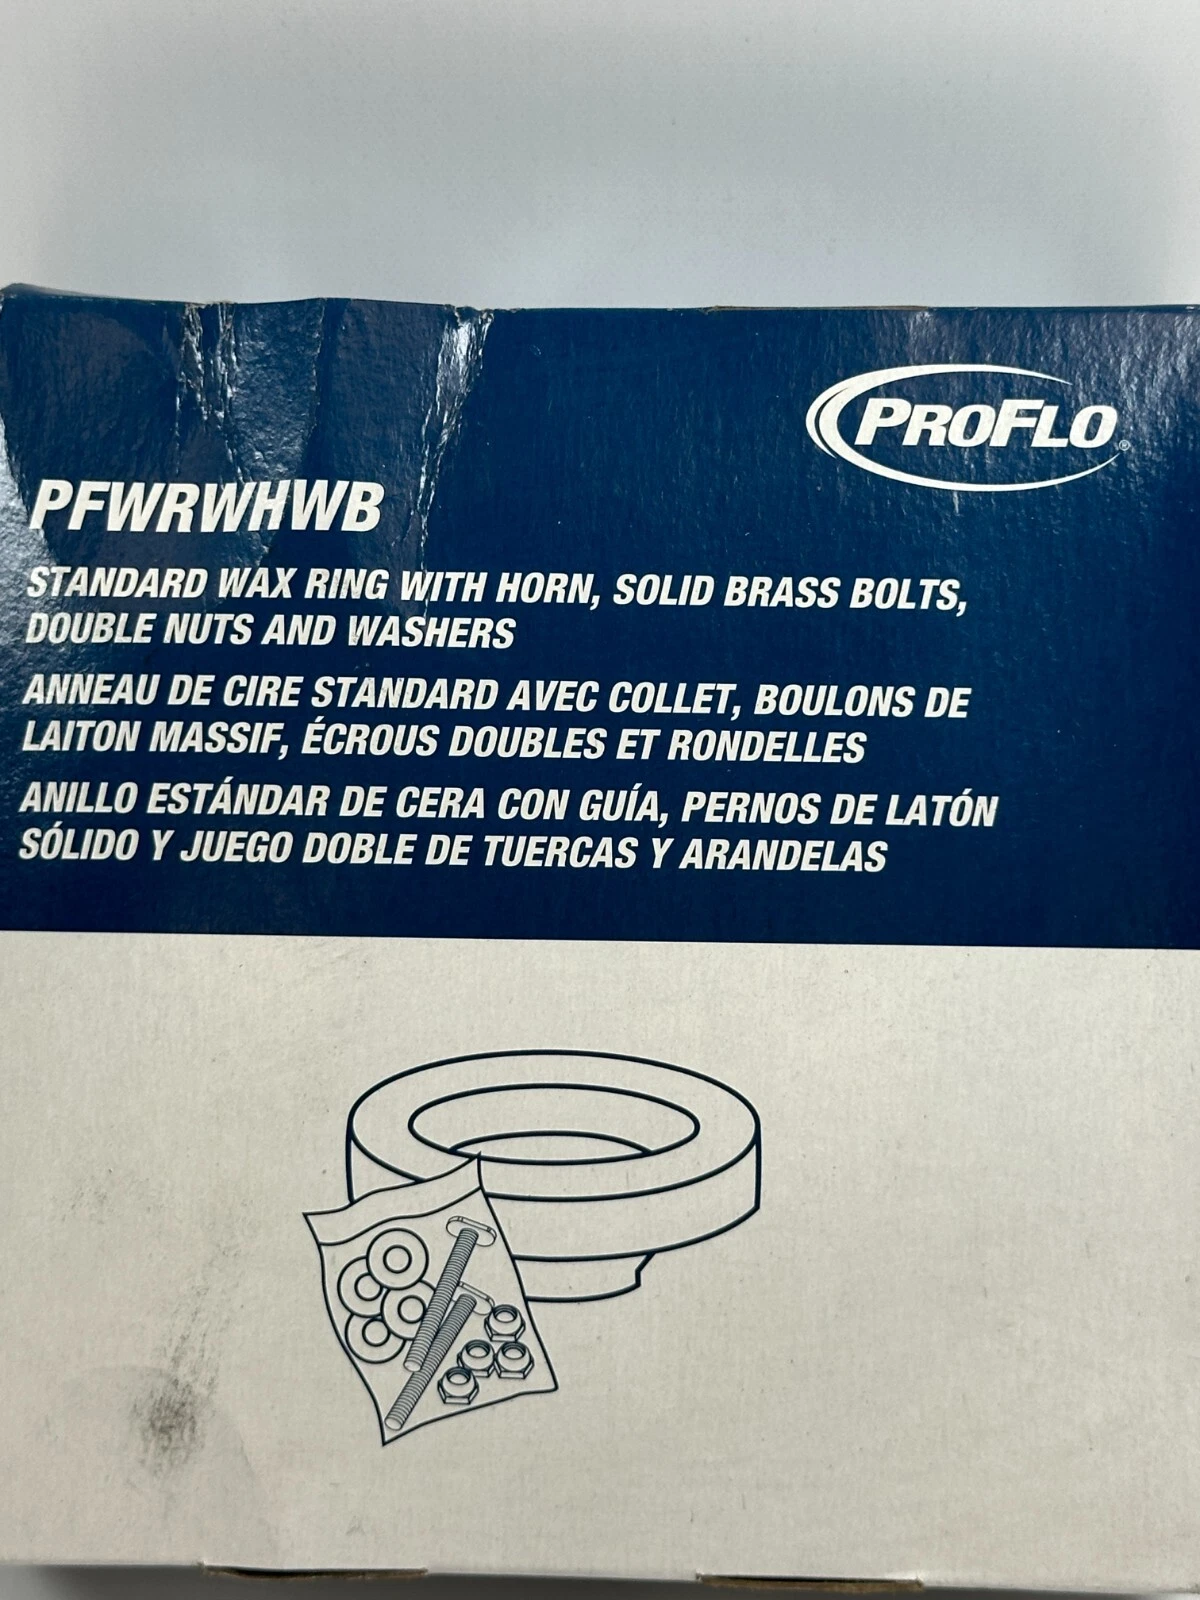 PROFLO®
PFWRWHWB
STANDARD WAX RING WITH HORN, SOLID BRASS BOLTS,
DOUBLE NUTS AND WASHERS
ANNEAU DE CIRE STANDARD AVEC COLLET, BOULONS DE
LAITON MASSIF, ÉCROUS DOUBLES ET RONDELLES
ANILLO ESTÁNDAR DE CERA CON GUÍA, PERNOS DE LATÓN
SÓLIDO Y JUEGO DOBLE DE TUERCAS Y ARANDELAS